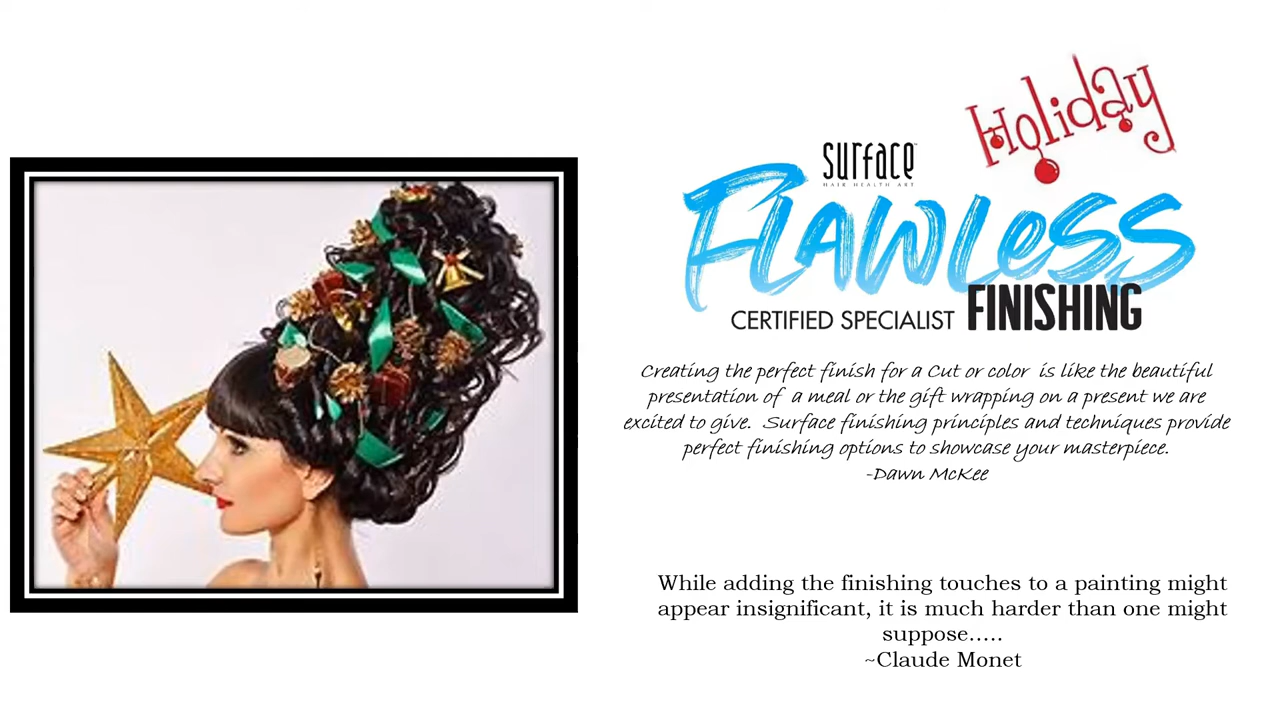 Holiday
surface™
HAIR HEALTH ART
FLAWLESS
CERTIFIED SPECIALIST FINISHING
Creating the perfect finish for a Cut or color is like the beautiful
presentation of a meal or the gift wrapping on a present we are
excited to give. Surface finishing principles and techniques provide
perfect finishing options to showcase your masterpiece.
-Dawn McKee
While adding the finishing touches to a painting might
appear insignificant, it is much harder than one might
suppose.....
~Claude Monet